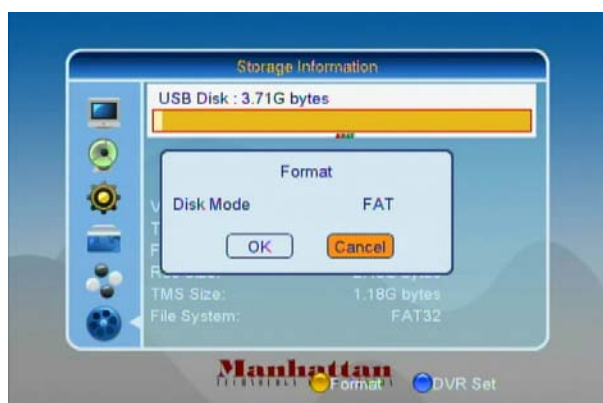 Storage Information
USB Disk : 3.71G bytes
Format
Disk Mode FAT
OK Cancel
TMS Size: 1.18G bytes
File System: FAT32
Manhattan
Format DVR Set